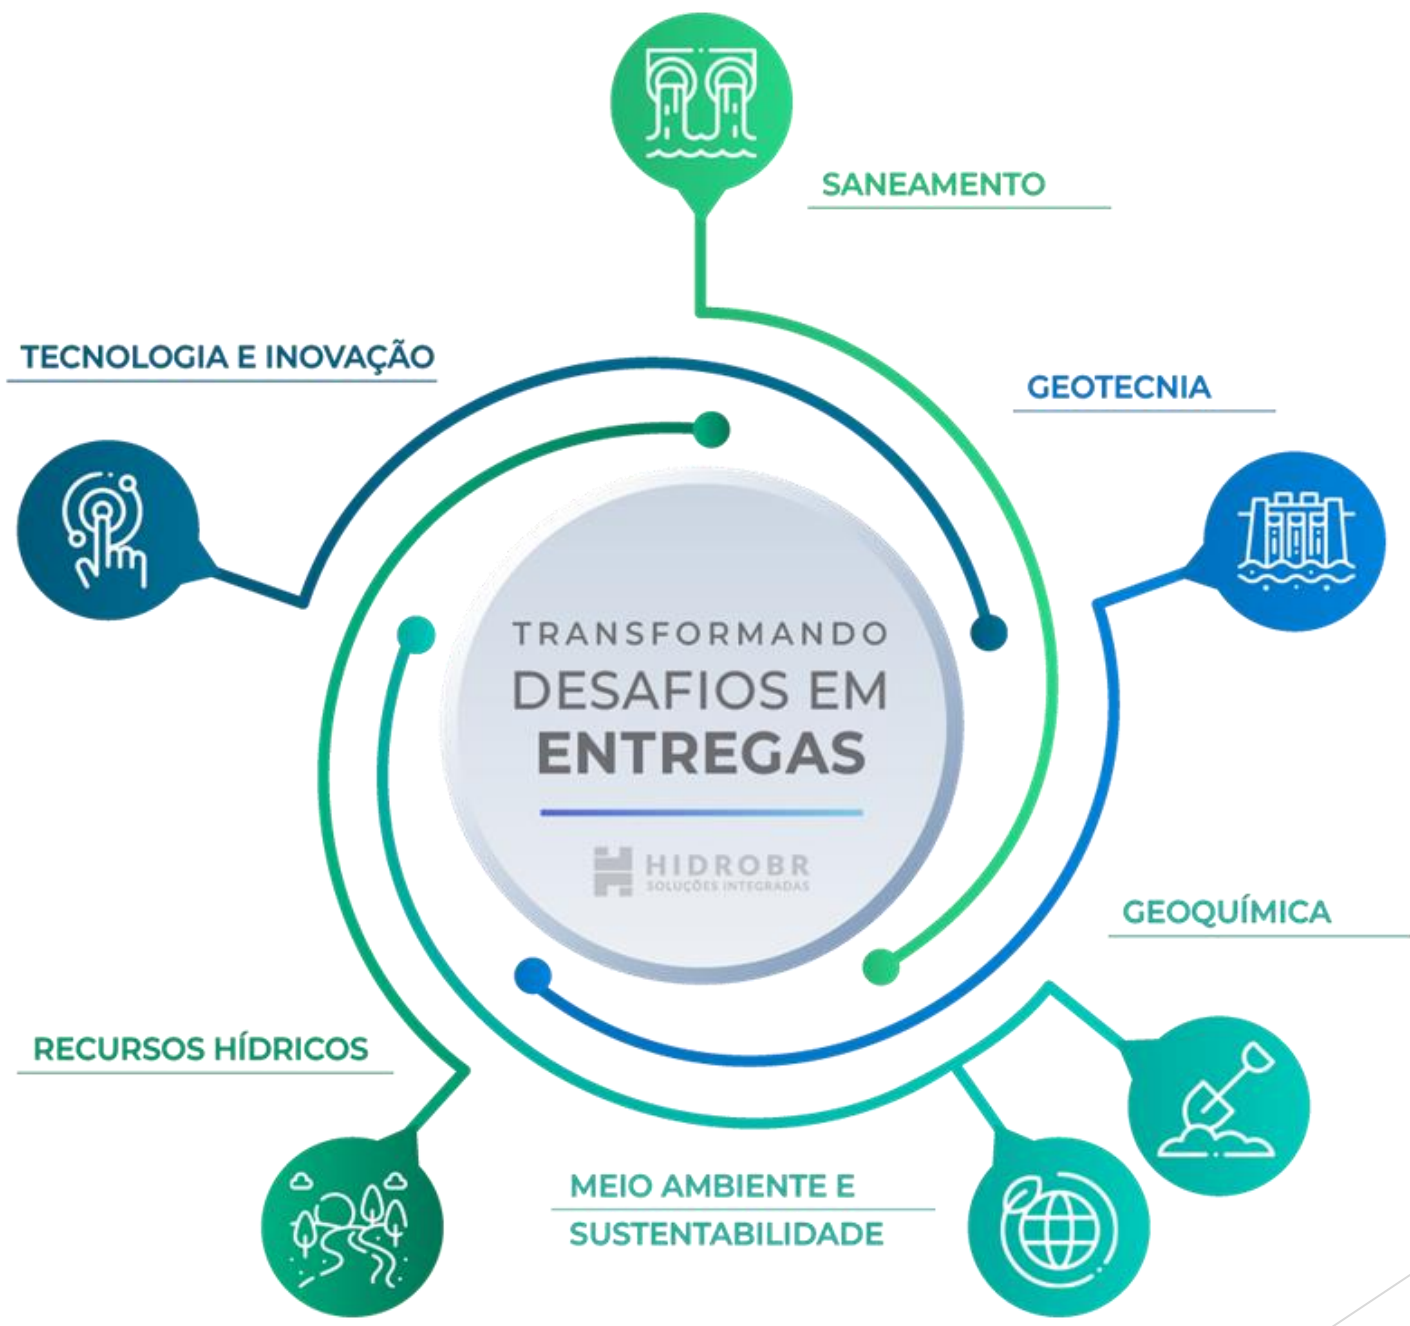 SANEAMENTO
TECNOLOGIA E INOVAÇÃO
GEOTECNIA
TRANSFORMANDO
DESAFIOS EM
ENTREGAS
HIDROBR
SOLUÇÕES INTEGRADAS
GEOQUÍMICA
RECURSOS HÍDRICOS
MEIO AMBIENTE E
SUSTENTABILIDADE